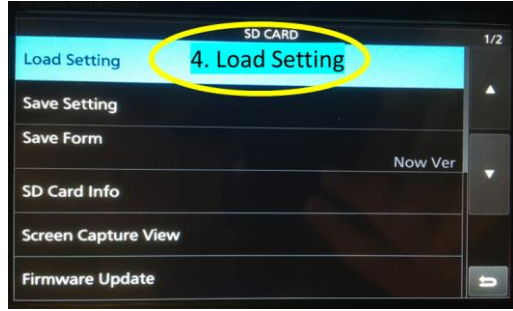 SD CARD
1/2
Load Setting
4. Load Setting
Save Setting
Save Form
Now Ver
SD Card Info
Screen Capture View
Firmware Update